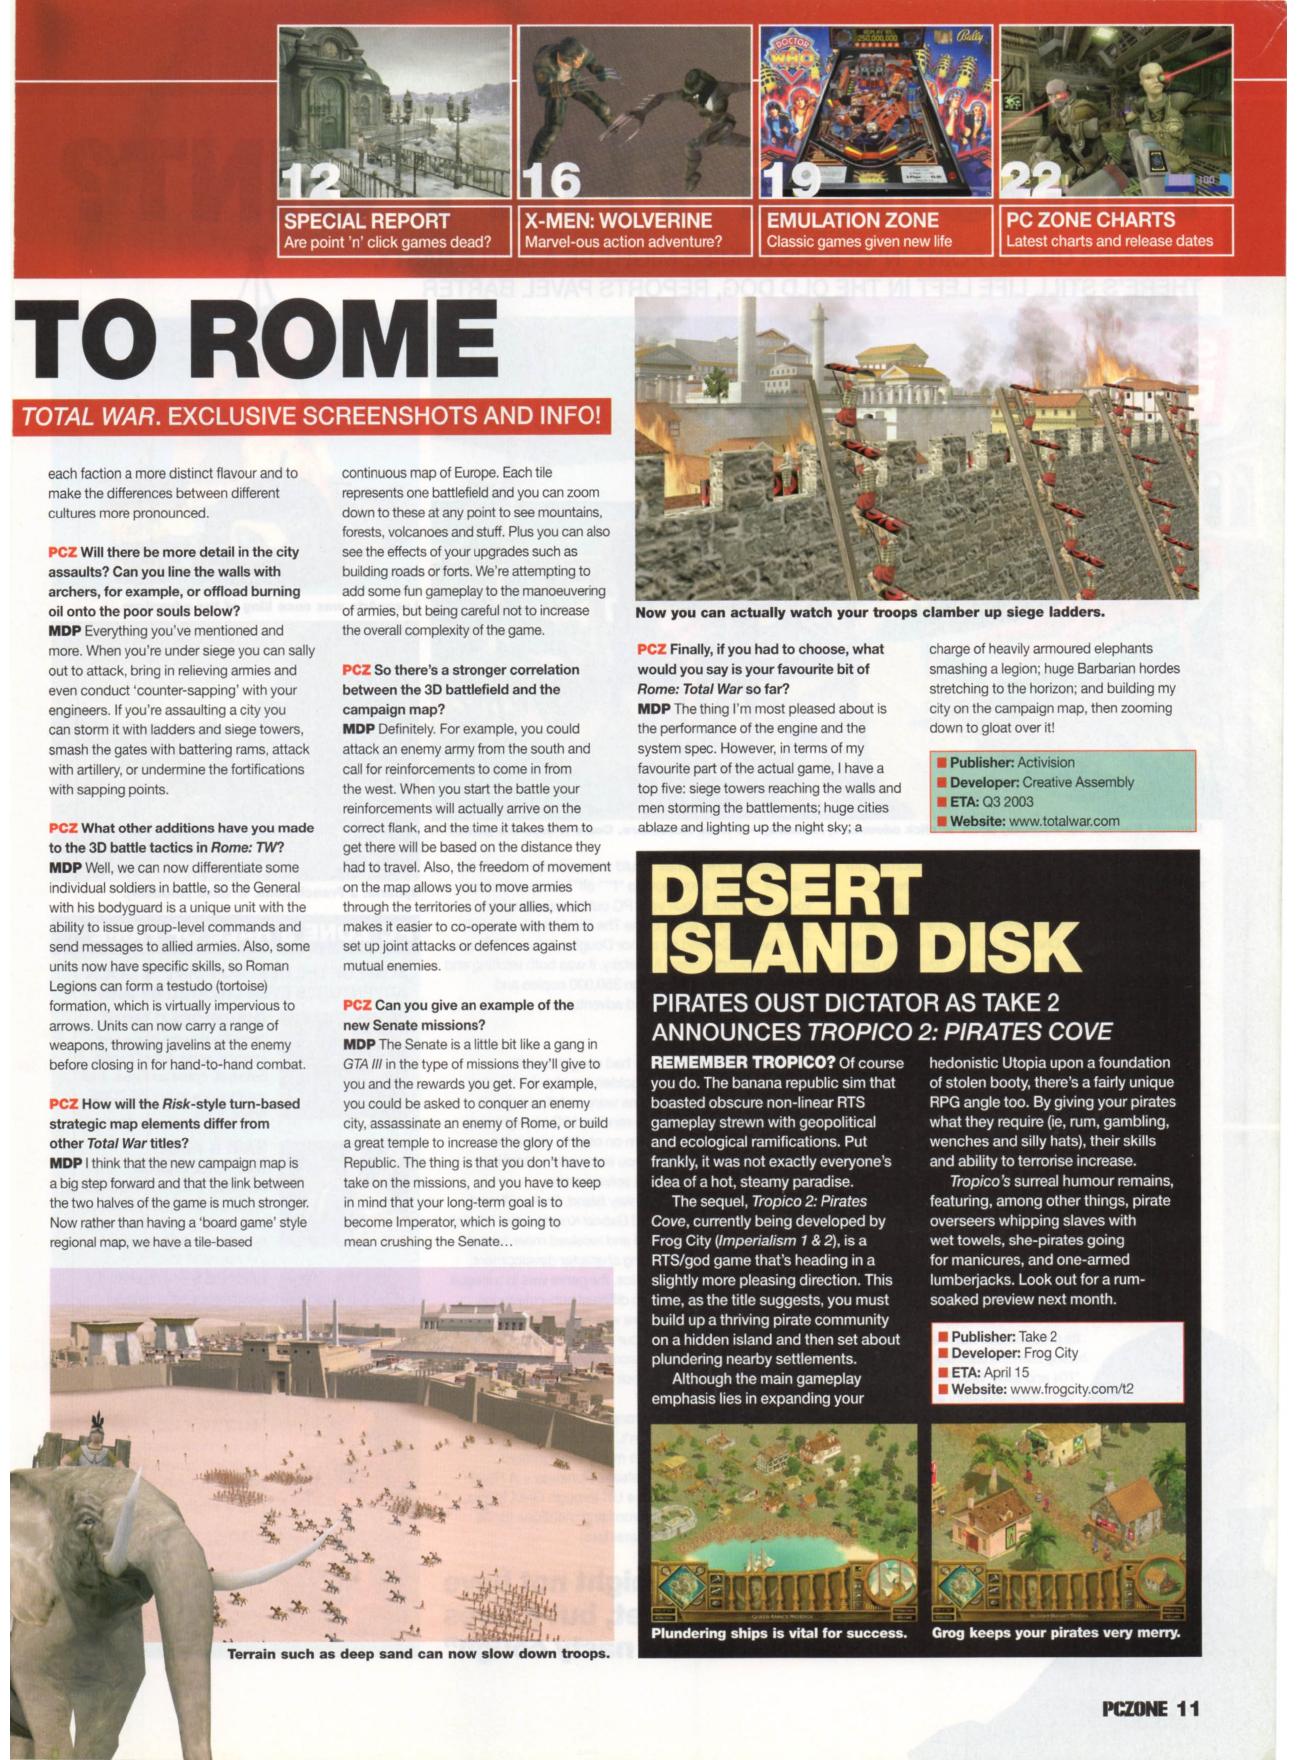 12
SPECIAL REPORT
Are point 'n' click games dead?
16
X-MEN: WOLVERINE
Marvel-ous action adventure?
DOCTOR
WHO
Bally
19
EMULATION ZONE
Classic games given new life
22
PC ZONE CHARTS
Latest charts and release dates
TO ROME
TOTAL WAR. EXCLUSIVE SCREENSHOTS AND INFO!
each faction a more distinct flavour and to
make the differences between different
cultures more pronounced.
PCZ Will there be more detail in the city
assaults? Can you line the walls with
archers, for example, or offload burning
oil onto the poor souls below?
MDP Everything you've mentioned and
more. When you're under siege you can sally
out to attack, bring in relieving armies and
even conduct 'counter-sapping' with your
engineers. If you're assaulting a city you
can storm it with ladders and siege towers,
smash the gates with battering rams, attack
with artillery, or undermine the fortifications
with sapping points.
PCZ What other additions have you made
to the 3D battle tactics in Rome: TW?
MDP Well, we can now differentiate some
individual soldiers in battle, so the General
with his bodyguard is a unique unit with the
ability to issue group-level commands and
send messages to allied armies. Also, some
units now have specific skills, so Roman
Legions can form a testudo (tortoise)
formation, which is virtually impervious to
arrows. Units can now carry a range of
weapons, throwing javelins at the enemy
before closing in for hand-to-hand combat.
PCZ How will the Risk-style turn-based
strategic map elements differ from
other Total War titles?
MDP I think that the new campaign map is
a big step forward and that the link between
the two halves of the game is much stronger.
Now rather than having a 'board game' style
regional map, we have a tile-based
continuous map of Europe. Each tile
represents one battlefield and you can zoom
down to these at any point to see mountains,
forests, volcanoes and stuff. Plus you can also
see the effects of your upgrades such as
building roads or forts. We're attempting to
add some fun gameplay to the manoeuvering
of armies, but being careful not to increase
the overall complexity of the game.
PCZ So there's a stronger correlation
between the 3D battlefield and the
campaign map?
MDP Definitely. For example, you could
attack an enemy army from the south and
call for reinforcements to come in from
the west. When you start the battle your
reinforcements will actually arrive on the
correct flank, and the time it takes them to
get there will be based on the distance they
had to travel. Also, the freedom of movement
on the map allows you to move armies
through the territories of your allies, which
makes it easier to co-operate with them to
set up joint attacks or defences against
mutual enemies.
PCZ Can you give an example of the
new Senate missions?
MDP The Senate is a little bit like a gang in
GTA III in the type of missions they'll give to
you and the rewards you get. For example,
you could be asked to conquer an enemy
city, assassinate an enemy of Rome, or build
a great temple to increase the glory of the
Republic. The thing is that you don't have to
take on the missions, and you have to keep
in mind that your long-term goal is to
become Imperator, which is going to
mean crushing the Senate...
Now you can actually watch your troops clamber up siege ladders.
PCZ Finally, if you had to choose, what
would you say is your favourite bit of
Rome: Total War so far?
MDP The thing I'm most pleased about is
the performance of the engine and the
system spec. However, in terms of my
favourite part of the actual game, I have a
top five: siege towers reaching the walls and
men storming the battlements; huge cities
ablaze and lighting up the night sky; a
charge of heavily armoured elephants
smashing a legion; huge Barbarian hordes
stretching to the horizon; and building my
city on the campaign map, then zooming
down to gloat over it!
Publisher: Activision
Developer: Creative Assembly
ETA: Q3 2003
Website: www.totalwar.com
DESERT
ISLAND DISK
PIRATES OUST DICTATOR AS TAKE 2
ANNOUNCES TROPICO 2: PIRATES COVE
REMEMBER TROPICO? Of course
you do. The banana republic sim that
boasted obscure non-linear RTS
gameplay strewn with geopolitical
and ecological ramifications. Put
frankly, it was not exactly everyone's
idea of a hot, steamy paradise.
The sequel, Tropico 2: Pirates
Cove, currently being developed by
Frog City (Imperialism 1 & 2), is a
RTS/god game that's heading in a
slightly more pleasing direction. This
time, as the title suggests, you must
build up a thriving pirate community
on a hidden island and then set about
plundering nearby settlements.
Although the main gameplay
emphasis lies in expanding your
hedonistic Utopia upon a foundation
of stolen booty, there's a fairly unique
RPG angle too. By giving your pirates
what they require (ie, rum, gambling,
wenches and silly hats), their skills
and ability to terrorise increase.
Tropico's surreal humour remains,
featuring, among other things, pirate
overseers whipping slaves with
wet towels, she-pirates going
for manicures, and one-armed
lumberjacks. Look out for a rum-
soaked preview next month.
Publisher: Take 2
Developer: Frog City
ETA: April 15
Website: www.frogcity.com/t2
Plundering ships is vital for success.
Grog keeps your pirates very merry.
Terrain such as deep sand can now slow down troops.
PCZONE 11